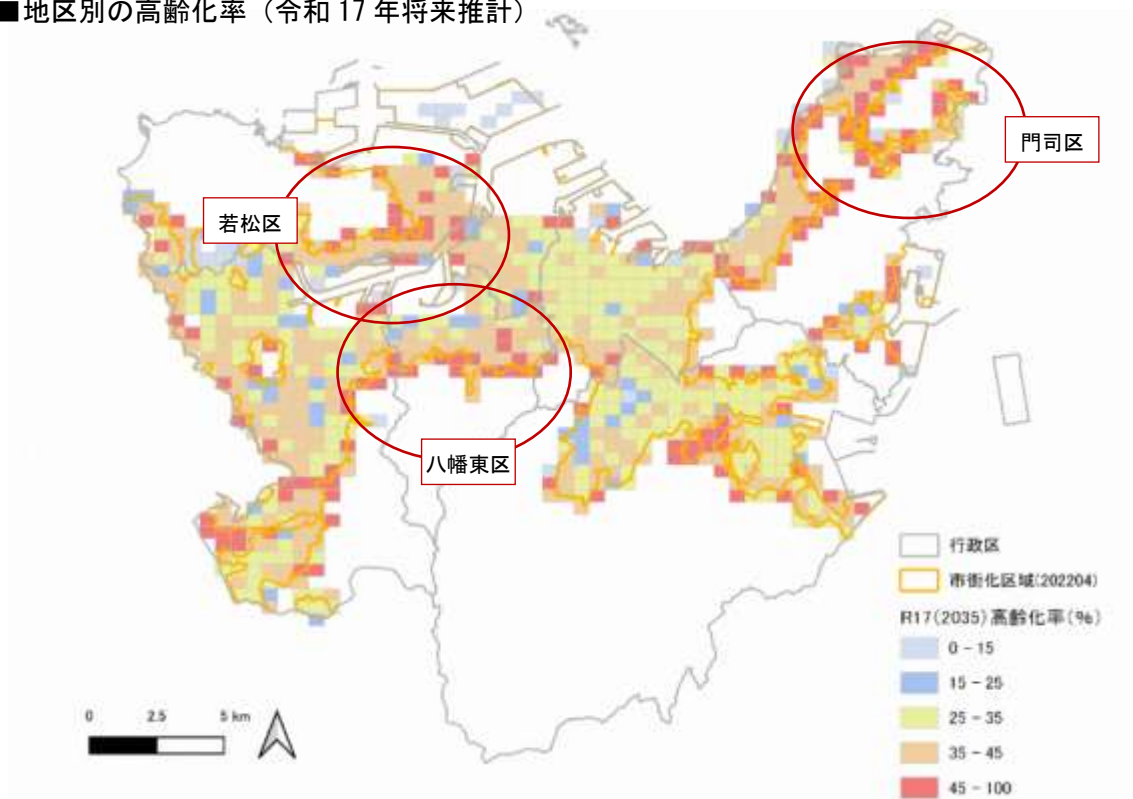 ■地区別の高齢化率（令和 17 年将来推計）
門司区
若松区
八幡東区
行政区
市街化区域(202204)
R17(2035)高齢化率(%)
0 - 15
15 - 25
25 - 35
35 - 45
45 - 100
0 2.5 5 km